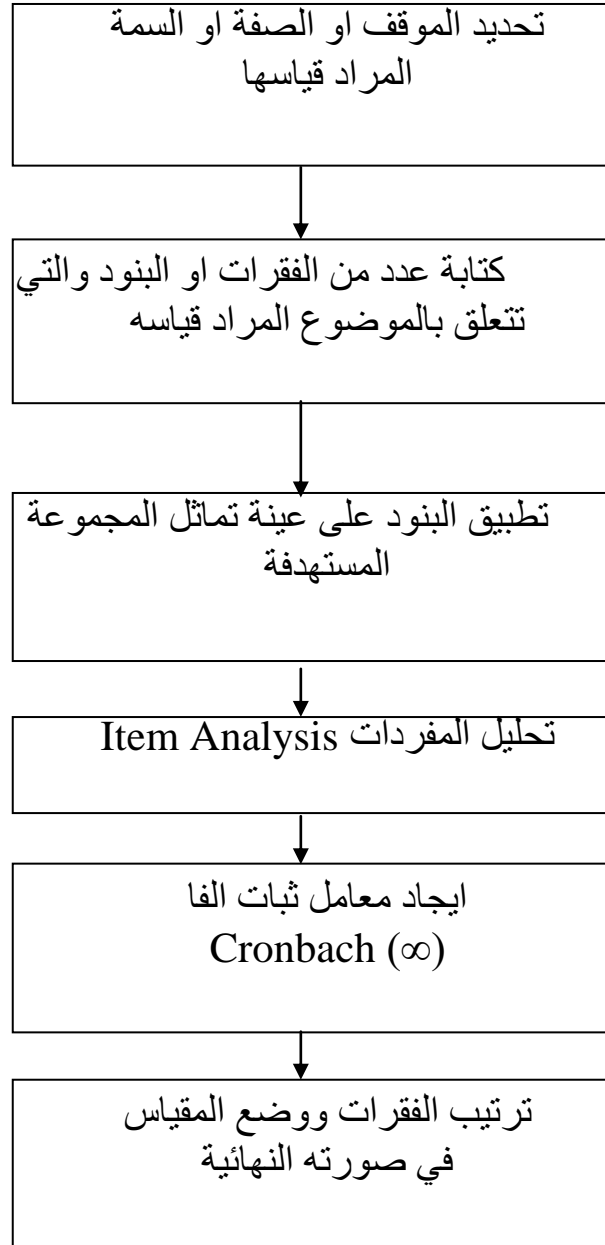 تحديد الموقف او الصفة او السمة
المراد قياسها
كتابة عدد من الفقرات او البنود والتي
تتعلق بالموضوع المراد قياسه
تطبيق البنود على عينة تماثل المجموعة
المستهدفة
تحليل المفردات Item Analysis
ايجاد معامل ثبات الفا
Cronbach (∞)
ترتيب الفقرات ووضع المقياس
في صورته النهائية